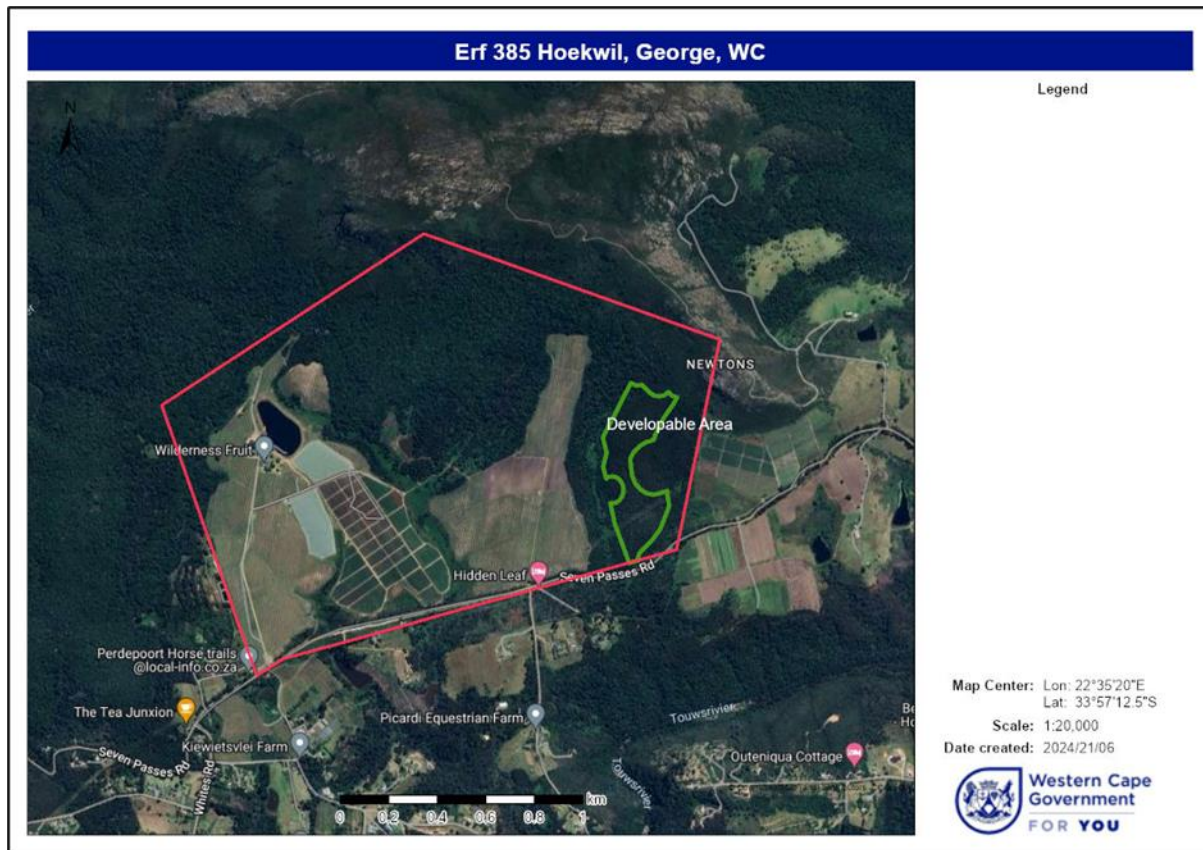 Erf 385 Hoekwil, George, WC
Legend
N
NEWTONS
Developable Area
Wilderness Fruit
Hidden Leaf
Seven Passes Rd
Perdepoort Horse trails
@local-info.co.za
The Tea Junxion
Picardi Equestrian Farm
Touwsrivier
Kiewietsvlei Farm
Outeniqua Cottage
Seven Passes Rd
Whites Rd
Touwsrivier
km
0 0.2 0.4 0.6 0.8 1
Map Center: Lon: 22°35'20"E
Lat: 33°57'12.5"S
Scale: 1:20,000
Date created: 2024/21/06
Western Cape
Government
FOR YOU